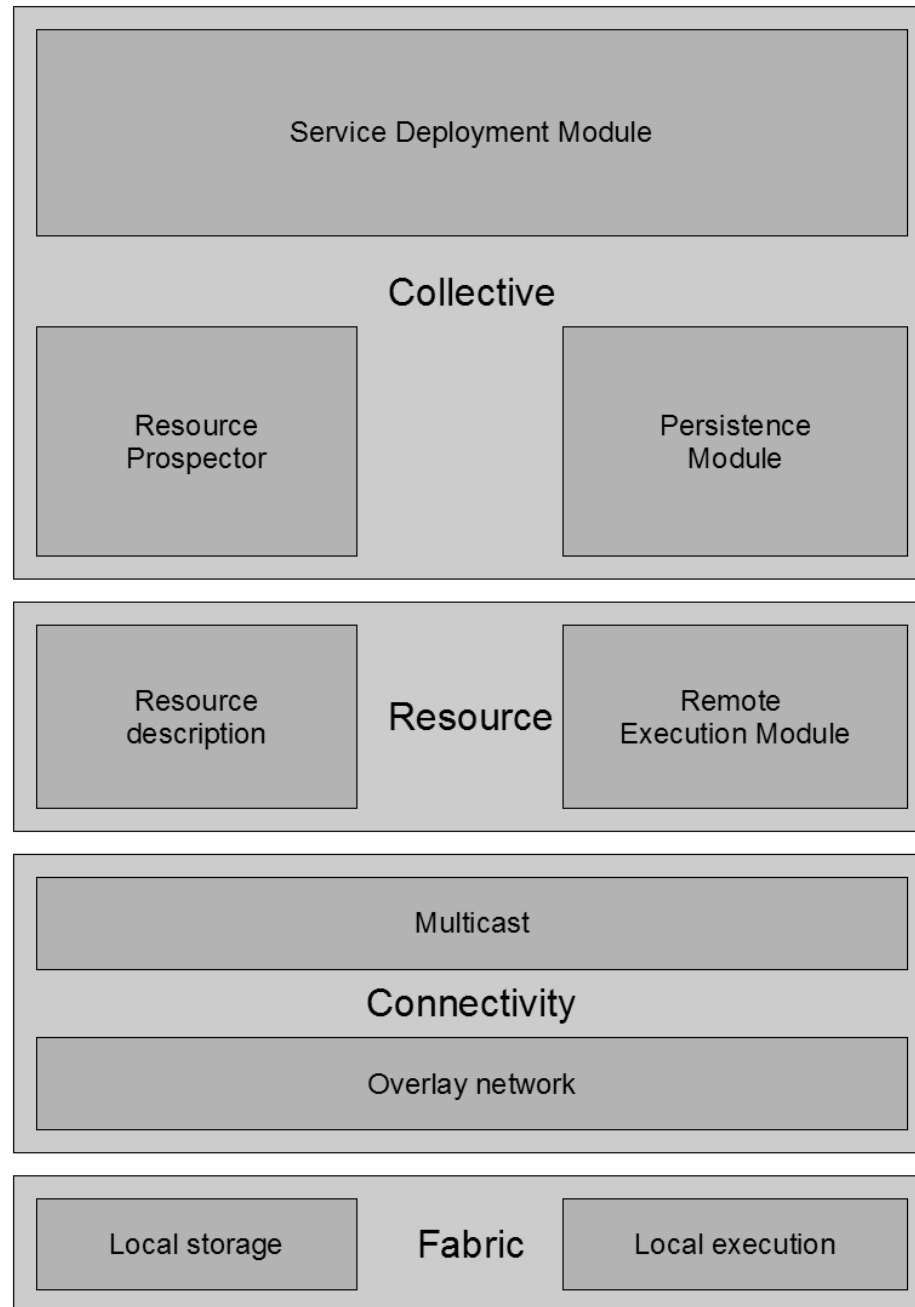 Service Deployment Module
Collective
Resource
Prospector
Persistence
Module
Resource
description
Resource
Remote
Execution Module
Multicast
Connectivity
Overlay network
Local storage
Fabric
Local execution